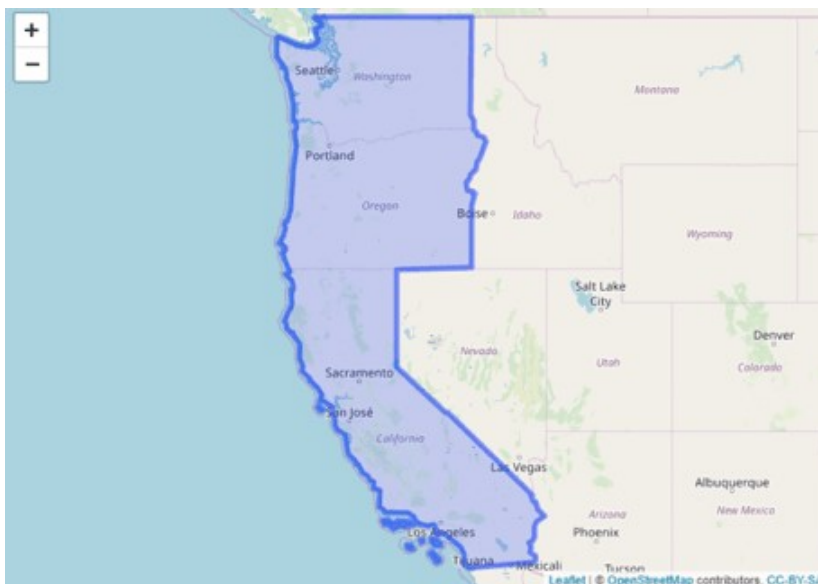 +
−
Seattle
Washington
Montana
Portland
Oregon
Boise
Idaho
Wyoming
Salt Lake
City
Denver
Nevada
Utah
Colorado
Sacramento
San José
California
Las Vegas
Albuquerque
Arizona
New Mexico
Los Angeles
Phoenix
Tijuana
Mexicali
Tucson
Leaflet | © OpenStreetMap contributors, CC-BY-SA